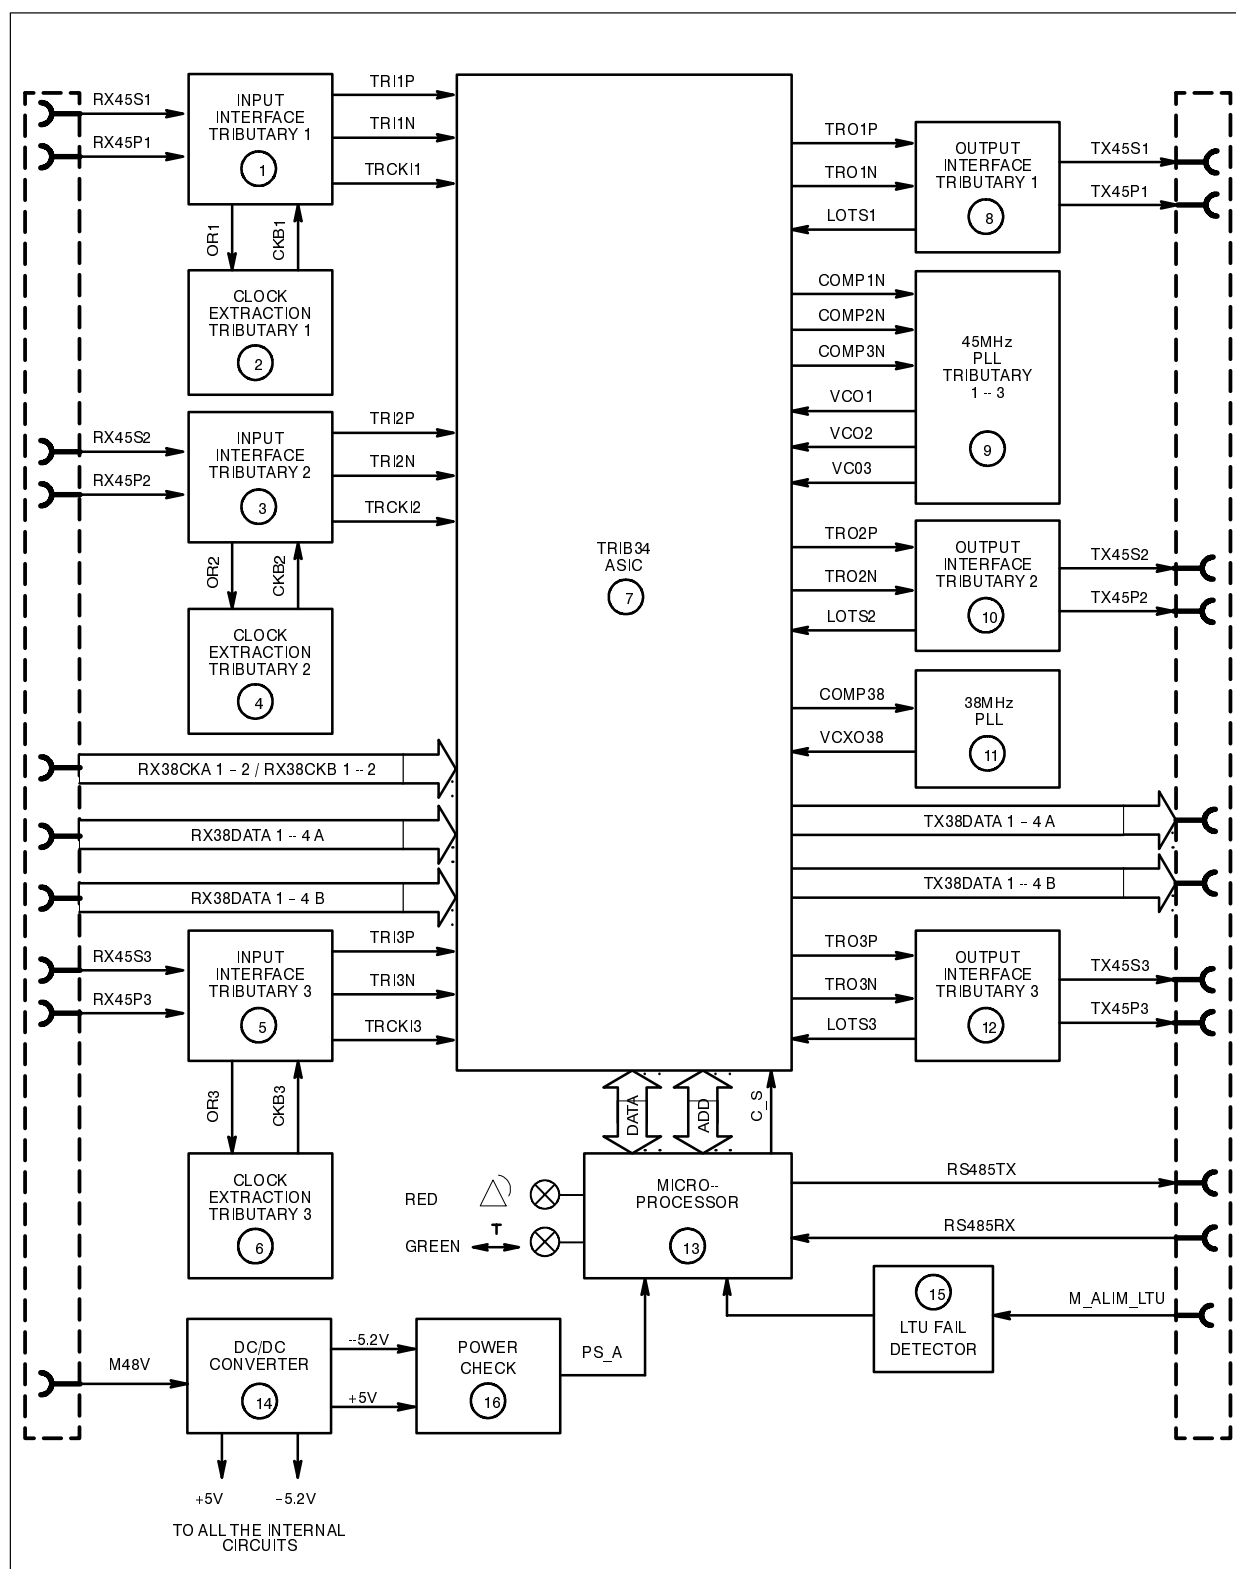 RX45S1
RX45P1
INPUT
INTERFACE
TRIBUTARY 1
1
TRI1P
TRI1N
TRCKI1
OR1
CKB1
CLOCK
EXTRACTION
TRIBUTARY 1
2
RX45S2
RX45P2
INPUT
INTERFACE
TRIBUTARY 2
3
TRI2P
TRI2N
TRCKI2
OR2
CKB2
CLOCK
EXTRACTION
TRIBUTARY 2
4
RX38CKA 1 - 2 / RX38CKB 1 -- 2
RX38DATA 1 -- 4 A
RX38DATA 1 - 4 B
RX45S3
RX45P3
INPUT
INTERFACE
TRIBUTARY 3
5
TRI3P
TRI3N
TRCKI3
OR3
CKB3
CLOCK
EXTRACTION
TRIBUTARY 3
6
TRIB34
ASIC
7
TRO1P
TRO1N
LOTS1
OUTPUT
INTERFACE
TRIBUTARY 1
8
TX45S1
TX45P1
COMP1N
COMP2N
COMP3N
VCO1
VCO2
VC03
45MHz
PLL
TRIBUTARY
1 -- 3
9
TRO2P
TRO2N
LOTS2
OUTPUT
INTERFACE
TRIBUTARY 2
10
TX45S2
TX45P2
COMP38
VCXO38
38MHz
PLL
11
TX38DATA 1 - 4 A
TX38DATA 1 -- 4 B
TRO3P
TRO3N
LOTS3
OUTPUT
INTERFACE
TRIBUTARY 3
12
TX45S3
TX45P3
DATA
ADD
C_S
RED
T
GREEN
MICRO--
PROCESSOR
13
RS485TX
RS485RX
15
LTU FAIL
DETECTOR
M_ALIM_LTU
M48V
DC/DC
CONVERTER
14
--5.2V
+5V
POWER
CHECK
16
PS_A
+5V
-5.2V
TO ALL THE INTERNAL
CIRCUITS